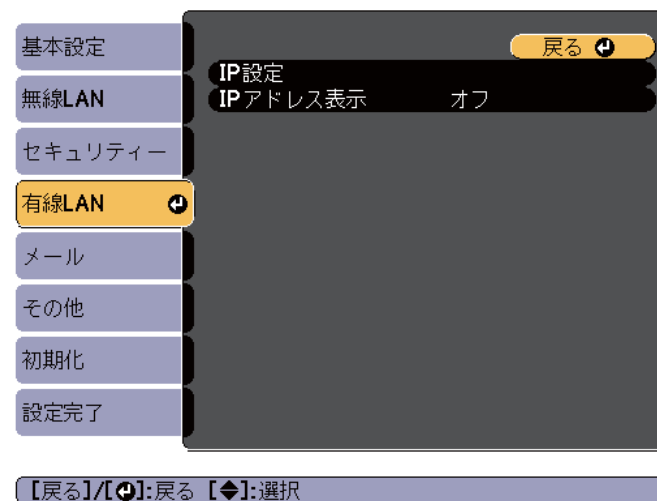 基本設定
無線LAN
セキュリティー
有線LAN
メール
その他
初期化
設定完了
戻る
IP設定
IPアドレス表示 オフ
[戻る]/[]:戻る []:選択